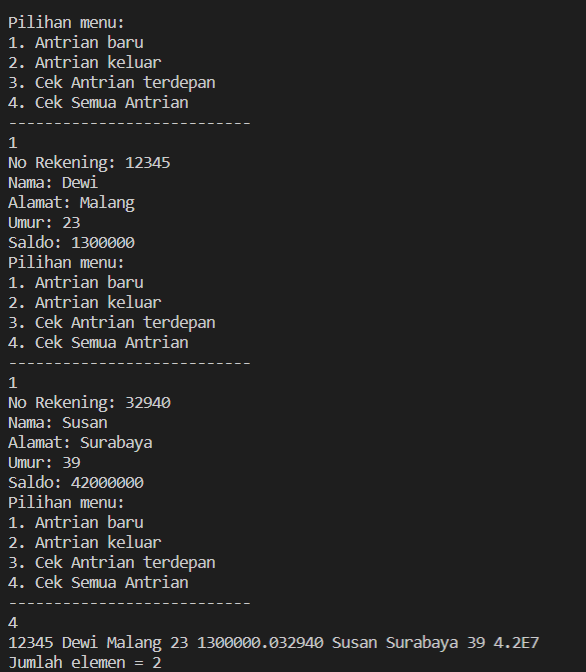 Pilihan menu:
1. Antrian baru
2. Antrian keluar
3. Cek Antrian terdepan
4. Cek Semua Antrian
---------------------------
1
No Rekening: 12345
Nama: Dewi
Alamat: Malang
Umur: 23
Saldo: 1300000
Pilihan menu:
1. Antrian baru
2. Antrian keluar
3. Cek Antrian terdepan
4. Cek Semua Antrian
---------------------------
1
No Rekening: 32940
Nama: Susan
Alamat: Surabaya
Umur: 39
Saldo: 42000000
Pilihan menu:
1. Antrian baru
2. Antrian keluar
3. Cek Antrian terdepan
4. Cek Semua Antrian
---------------------------
4
12345 Dewi Malang 23 1300000.032940 Susan Surabaya 39 4.2E7
Jumlah elemen = 2